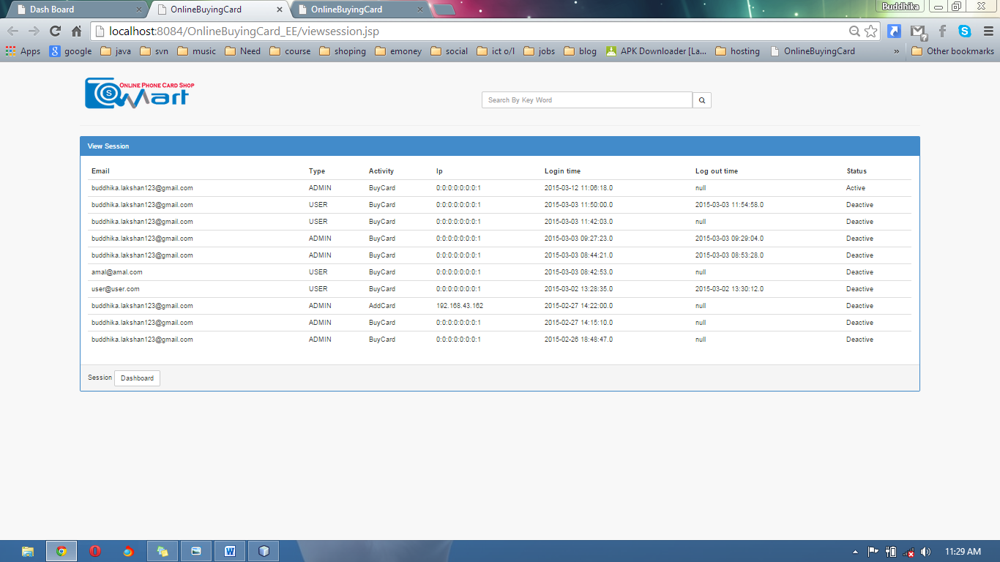 Dash Board OnlineBuyingCard OnlineBuyingCard Buddhika
localhost:8084/OnlineBuyingCard_EE/viewsession.jsp
Apps google java svn music Need course shoping emoney social ict o/l jobs blog APK Downloader [La... hosting OnlineBuyingCard » Other bookmarks
Online Phone Card Shop
S Mart
Search By Key Word
View Session
Email Type Activity Ip Login time Log out time Status
buddhika.lakshan123@gmail.com ADMIN BuyCard 0:0:0:0:0:0:0:1 2015-03-12 11:06:18.0 null Active
buddhika.lakshan123@gmail.com USER BuyCard 0:0:0:0:0:0:0:1 2015-03-03 11:50:00.0 2015-03-03 11:54:58.0 Deactive
buddhika.lakshan123@gmail.com USER BuyCard 0:0:0:0:0:0:0:1 2015-03-03 11:42:03.0 null Deactive
buddhika.lakshan123@gmail.com ADMIN BuyCard 0:0:0:0:0:0:0:1 2015-03-03 09:27:23.0 2015-03-03 09:29:04.0 Deactive
buddhika.lakshan123@gmail.com ADMIN BuyCard 0:0:0:0:0:0:0:1 2015-03-03 08:44:21.0 2015-03-03 08:53:28.0 Deactive
amal@amal.com USER BuyCard 0:0:0:0:0:0:0:1 2015-03-03 08:42:53.0 null Deactive
user@user.com USER BuyCard 0:0:0:0:0:0:0:1 2015-03-02 13:28:35.0 2015-03-02 13:30:12.0 Deactive
buddhika.lakshan123@gmail.com ADMIN AddCard 192.168.43.162 2015-02-27 14:22:00.0 null Deactive
buddhika.lakshan123@gmail.com ADMIN BuyCard 0:0:0:0:0:0:0:1 2015-02-27 14:15:10.0 null Deactive
buddhika.lakshan123@gmail.com ADMIN BuyCard 0:0:0:0:0:0:0:1 2015-02-26 18:48:47.0 null Deactive
Session Dashboard
11:29 AM